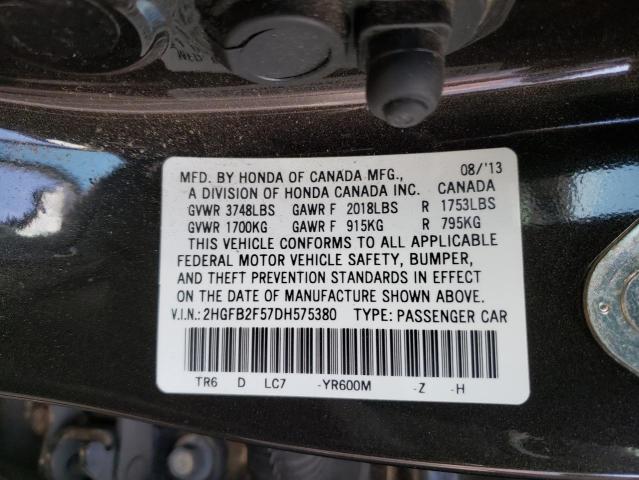 MFD. BY HONDA OF CANADA MFG., 08/'13
A DIVISION OF HONDA CANADA INC. CANADA
GVWR 3748LBS GAWR F 2018LBS R 1753LBS
GVWR 1700KG GAWR F 915KG R 795KG
THIS VEHICLE CONFORMS TO ALL APPLICABLE
FEDERAL MOTOR VEHICLE SAFETY, BUMPER,
AND THEFT PREVENTION STANDARDS IN EFFECT
ON THE DATE OF MANUFACTURE SHOWN ABOVE.
V.I.N.: 2HGFB2F57DH575380 TYPE: PASSENGER CAR
TR6 D LC7 -YR600M -Z -H